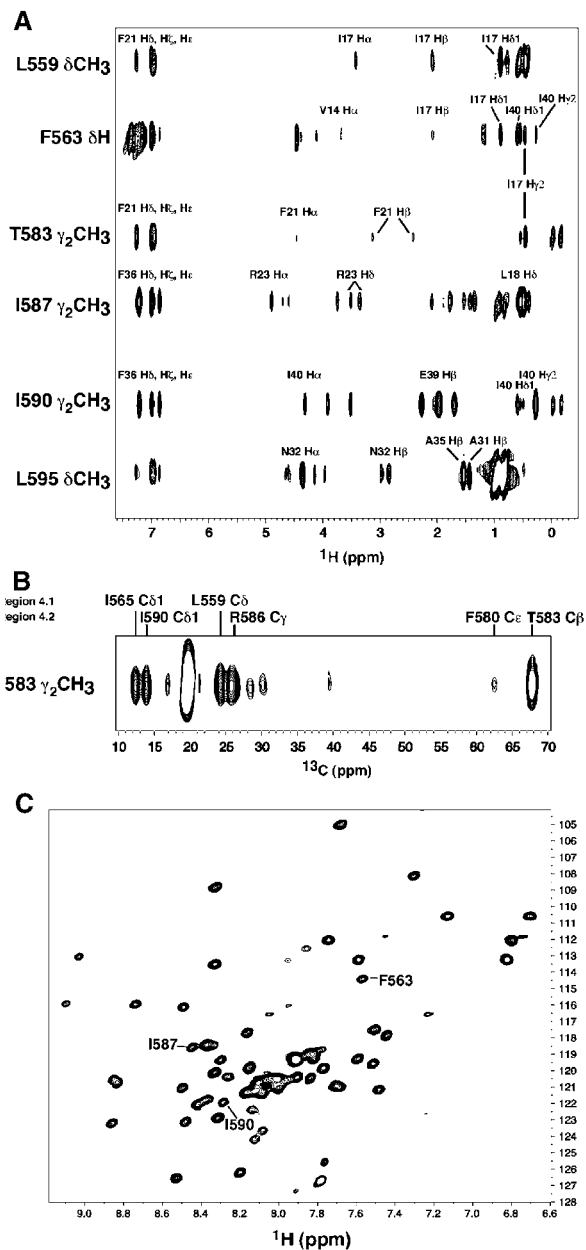 A
F21 Hδ, Hζ, Hε I17 Hα I17 Hβ I17 Hδ1
L559 δCH3
V14 Hα I17 Hβ I17 Hδ1 I40 Hδ1 I40 Hγ2
F563 δH
I17 Hγ2
F21 Hδ, Hζ, Hε F21 Hα F21 Hβ
T583 γ2CH3
F36 Hδ, Hζ, Hε R23 Hα R23 Hδ L18 Hδ
I587 γ2CH3
F36 Hδ, Hζ, Hε I40 Hα E39 Hβ I40 Hδ1 I40 Hγ2
I590 γ2CH3
N32 Hα N32 Hβ A35 Hβ A31 Hβ
L595 δCH3
7 6 5 4 3 2 1 0
1H (ppm)
B
egion 4.1 I565 Cδ1 L559 Cδ
egion 4.2 I590 Cδ1 R586 Cγ F580 Cε T583 Cβ
583 γ2CH3
10 15 20 25 30 35 40 45 50 55 60 65 70
13C (ppm)
C
105
106
107
108
109
110
111
112
113
F563
114
115
116
117
118
I587
119
120
121
122
I590
123
124
125
126
127
128
9.0 8.8 8.6 8.4 8.2 9.0 7.8 7.6 7.4 7.2 7.0 6.8 6.6
1H (ppm)